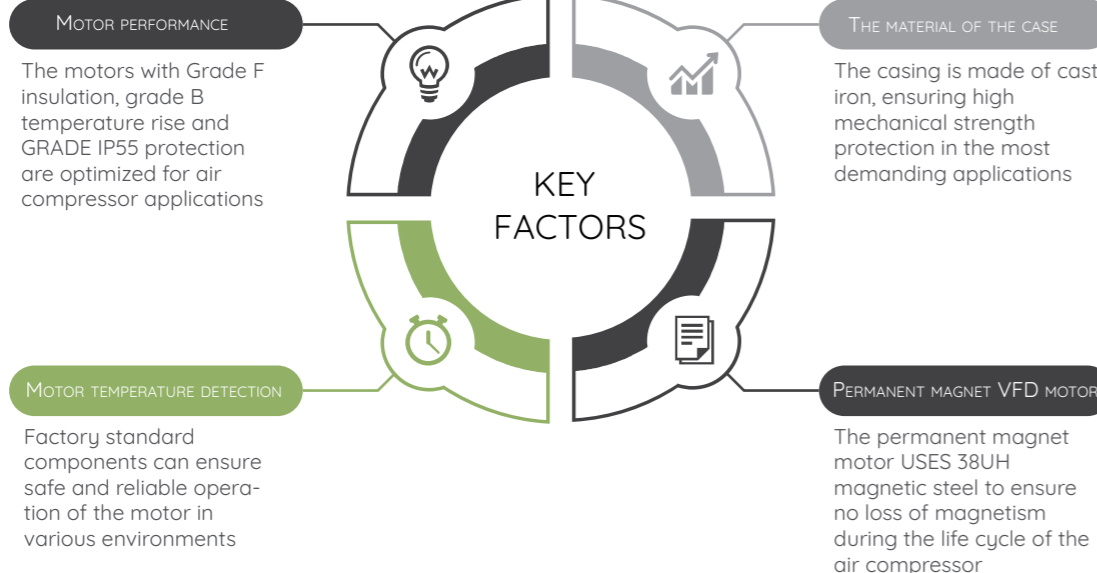 Motor performance
The motors with Grade F
insulation, grade B
temperature rise and
GRADE IP55 protection
are optimized for air
compressor applications
The material of the case
The casing is made of cast
iron, ensuring high
mechanical strength
protection in the most
demanding applications
KEY
FACTORS
Motor temperature detection
Factory standard
components can ensure
safe and reliable opera-
tion of the motor in
various environments
Permanent magnet VFD motor
The permanent magnet
motor USES 38UH
magnetic steel to ensure
no loss of magnetism
during the life cycle of the
air compressor